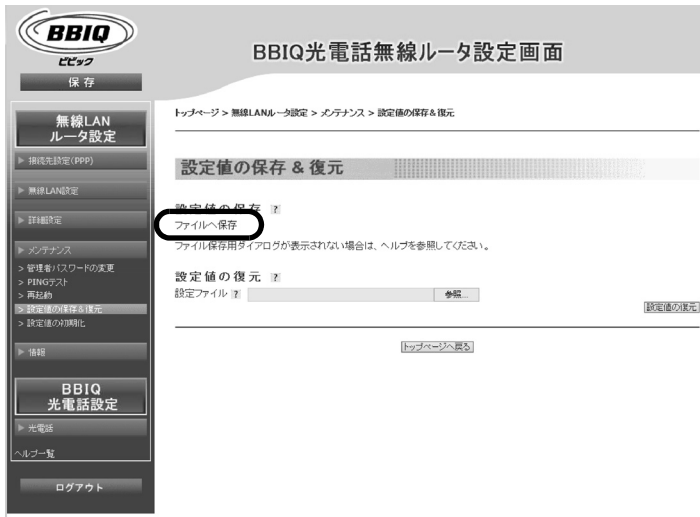 BBIQ
ビビック
BBIQ光電話無線ルータ設定画面
保存
無線LAN
ルータ設定
▶ 接続先設定(PPP)
▶ 無線LAN設定
▶ 詳細設定
▶ メンテナンス
> 管理者パスワードの変更
> PINGテスト
> 再起動
> 設定値の保存&復元
> 設定値の初期化
▶ 情報
BBIQ
光電話設定
▶ 光電話
ヘルプ一覧
ログアウト
トップページ > 無線LANルータ設定 > メンテナンス > 設定値の保存&復元
設定値の保存 & 復元
設定値の保存 ?
ファイルへ保存
ファイル保存用ダイアログが表示されない場合は、ヘルプを参照してください。
設定値の復元 ?
設定ファイル ?
参照...
設定値の復元
トップページへ戻る